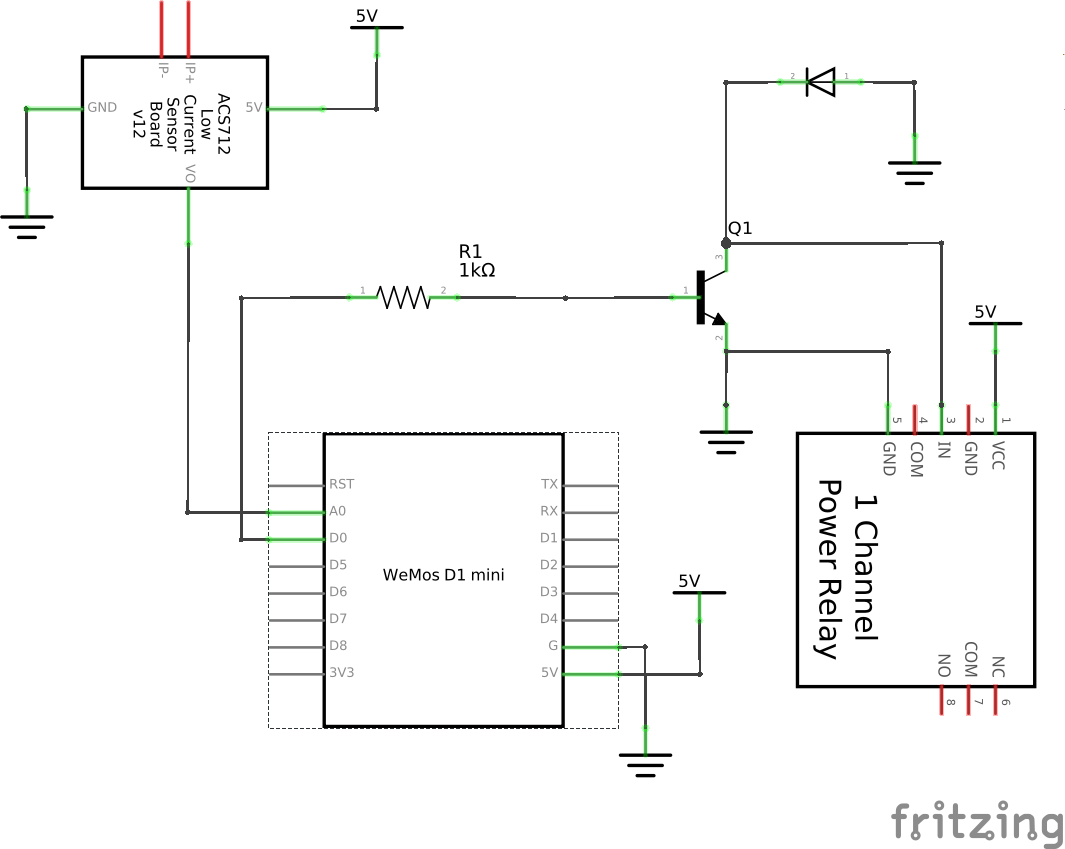 5V
IP-
IP+
GND
5V
ACS712
Low
Current
Sensor
Board
v12
VO
2
1
Q1
3
R1
1kΩ
1
2
1
2
5V
5
4
3
2
1
GND
COM
IN
GND
VCC
1 Channel
Power Relay
NO
COM
NC
8
7
6
RST
A0
D0
D5
D6
D7
D8
3V3
WeMos D1 mini
TX
RX
D1
D2
D3
D4
G
5V
5V
fritzing